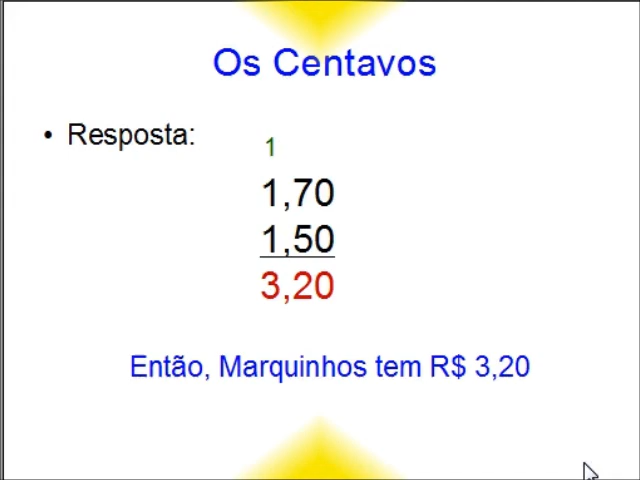 Os Centavos
• Resposta:
1
1,70
1,50
3,20
Então, Marquinhos tem R$ 3,20